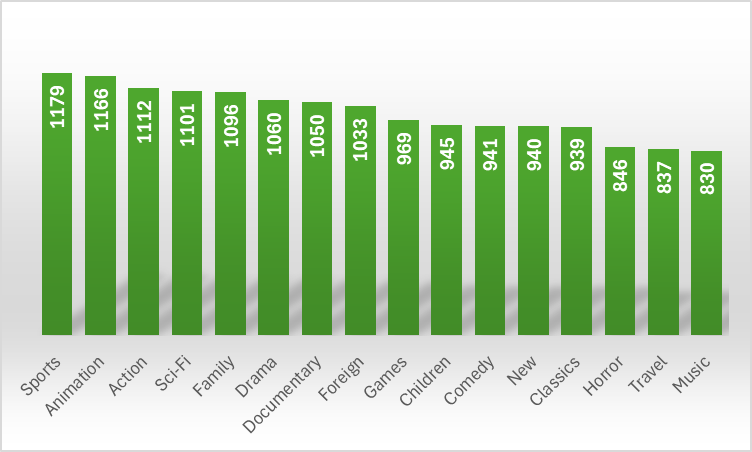 1179
1166
1112
1101
1096
1060
1050
1033
969
945
941
940
939
846
837
830
Sports
Animation
Action
Sci-Fi
Family
Drama
Documentary
Foreign
Games
Children
Comedy
New
Classics
Horror
Travel
Music